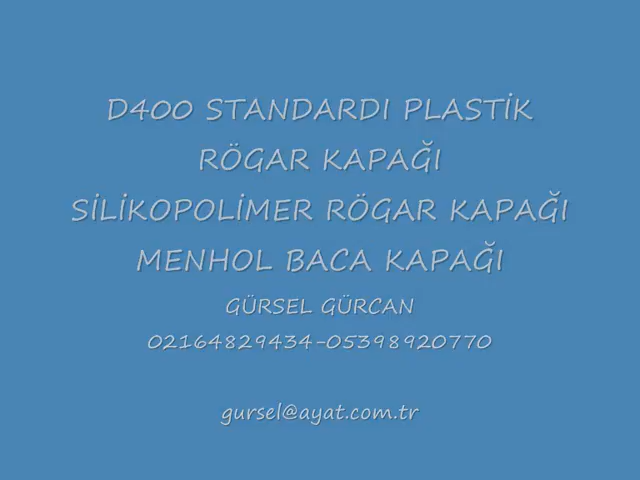 D400 STANDARDI PLASTİK
RÖGAR KAPAĞI
SİLİKOPOLİMER RÖGAR KAPAĞI
MENHOL BACA KAPAĞI
GÜRSEL GÜRCAN
02164829434-05398920770
gursel@ayat.com.tr